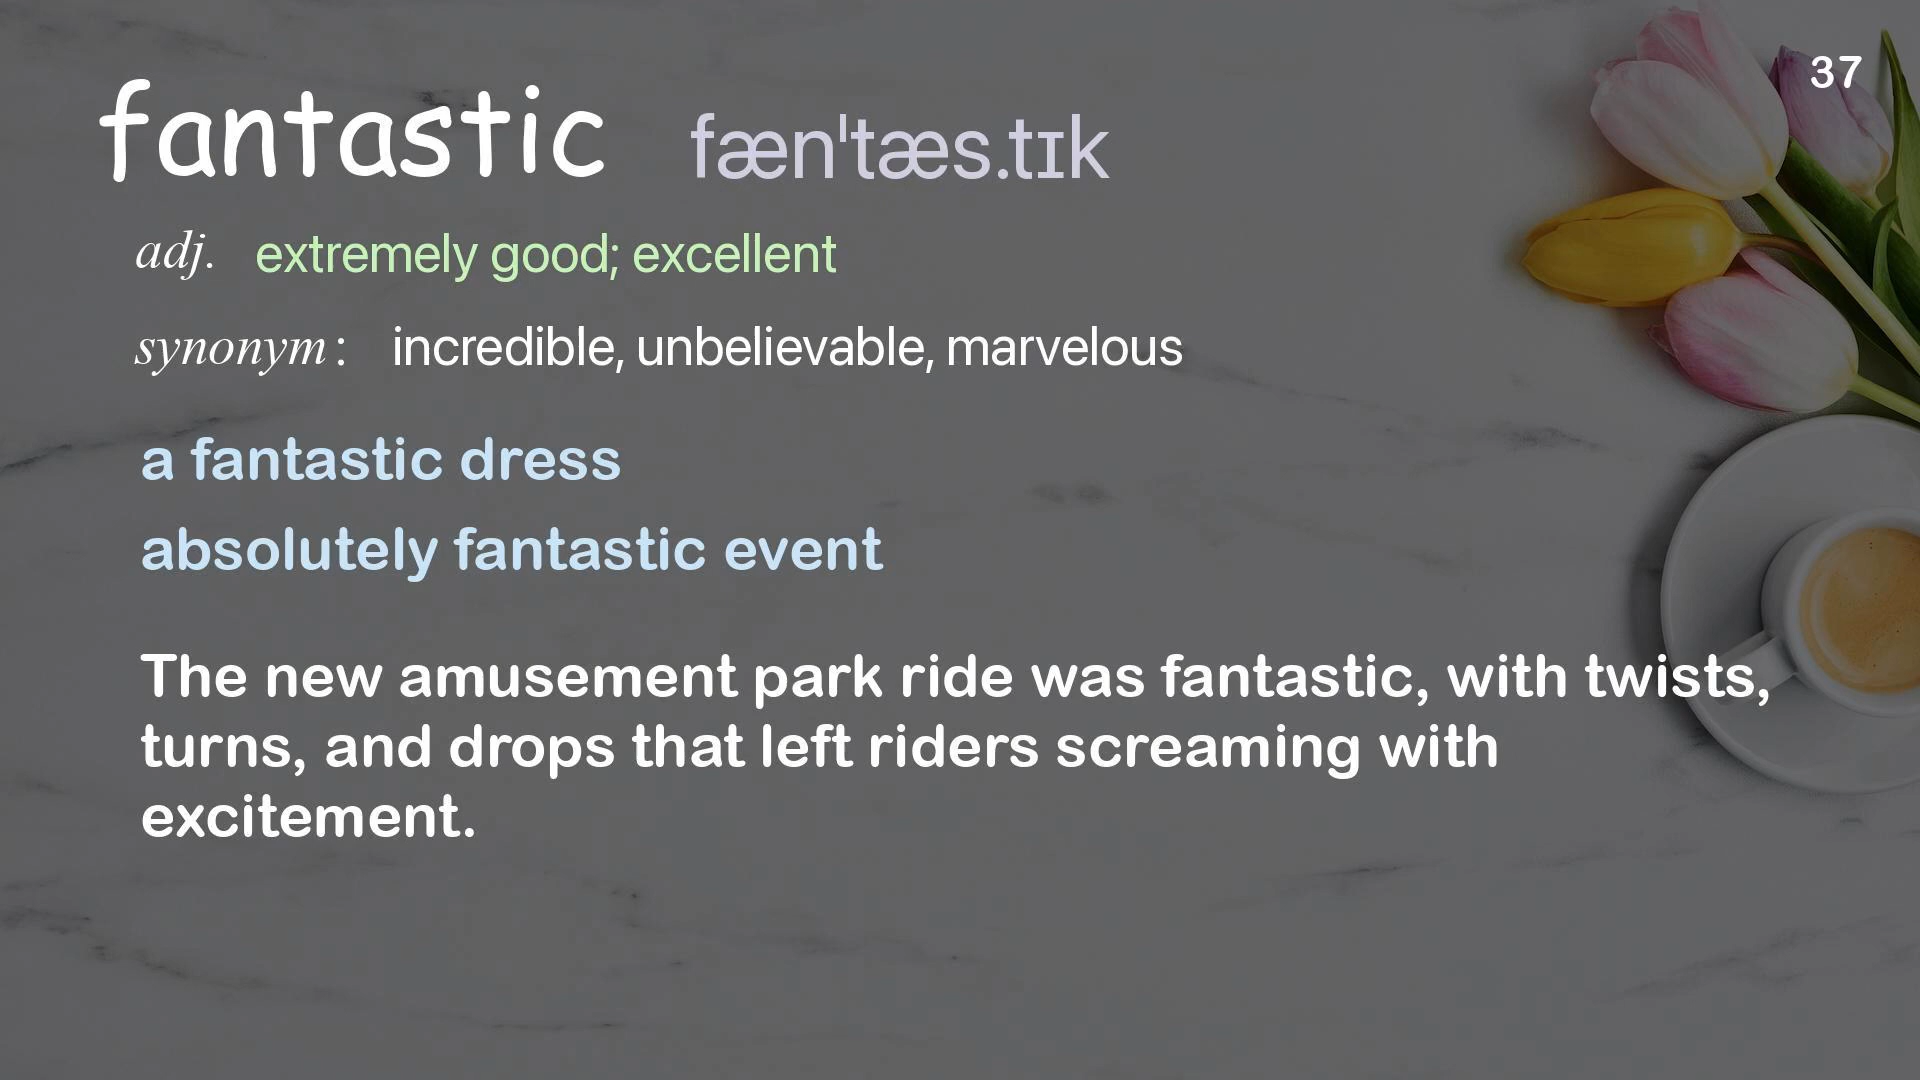 37
fantastic fæn'tæs.tɪk
adj. extremely good; excellent
synonym: incredible, unbelievable, marvelous
a fantastic dress
absolutely fantastic event
The new amusement park ride was fantastic, with twists,
turns, and drops that left riders screaming with
excitement.